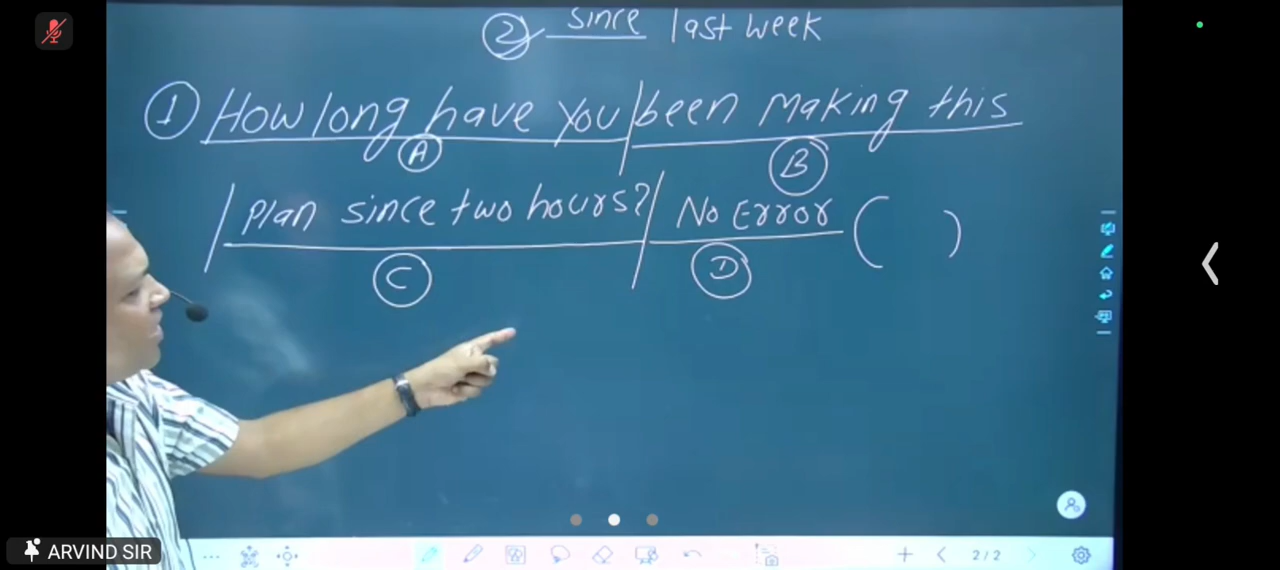 ② since last week
① How long have you / been making this
(A) (B)
/ Plan since two hours? / No Error ( )
(C) (D)
ARVIND SIR
2/2